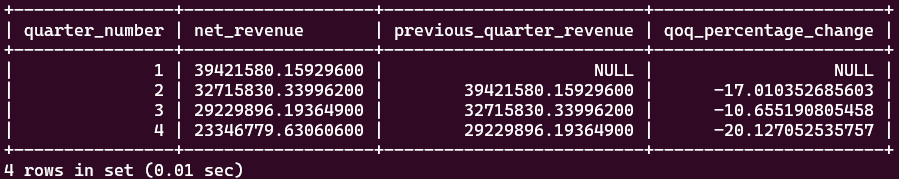 +----------------+-------------------+--------------------------+-----------------------+
| quarter_number | net_revenue       | previous_quarter_revenue | qoq_percentage_change |
+----------------+-------------------+--------------------------+-----------------------+
|              1 | 39421580.15929600 |                     NULL |                  NULL |
|              2 | 32715830.33996200 |        39421580.15929600 |      -17.010352685603 |
|              3 | 29229896.19364900 |        32715830.33996200 |      -10.655190805458 |
|              4 | 23346779.63060600 |        29229896.19364900 |      -20.127052535757 |
+----------------+-------------------+--------------------------+-----------------------+
4 rows in set (0.01 sec)